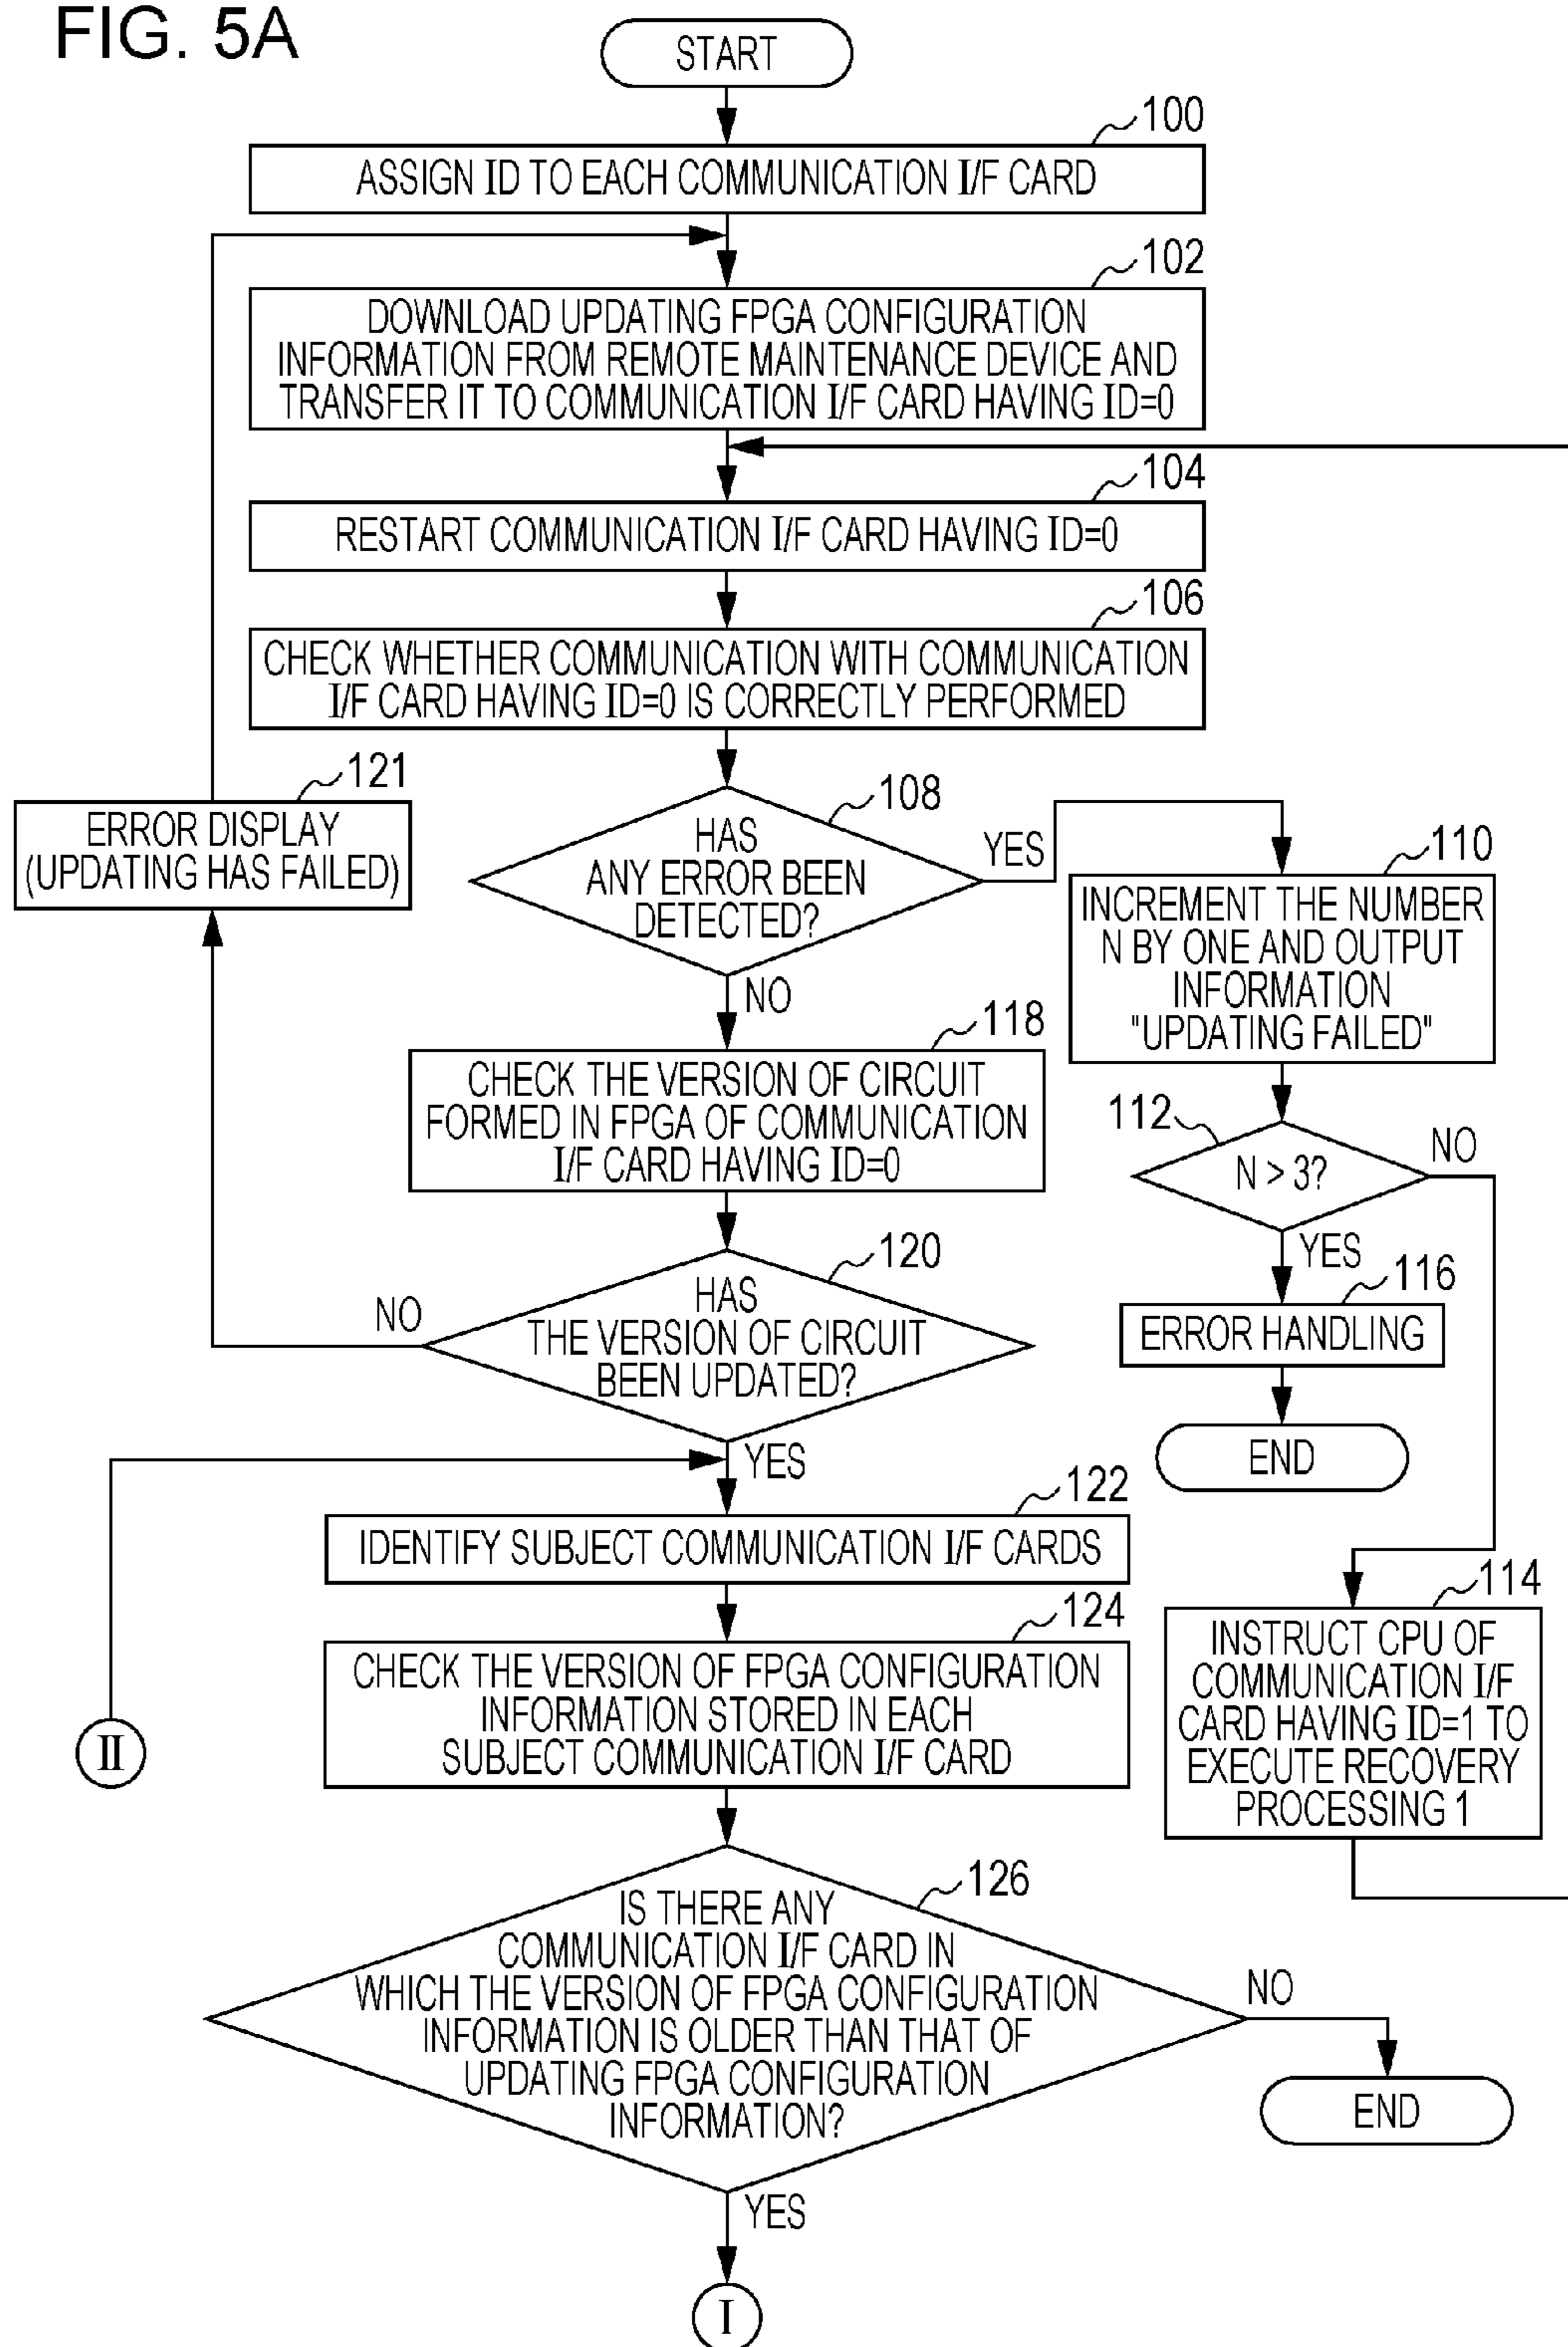 FIG. 5A
START
100
ASSIGN ID TO EACH COMMUNICATION I/F CARD
102
DOWNLOAD UPDATING FPGA CONFIGURATION
INFORMATION FROM REMOTE MAINTENANCE DEVICE AND
TRANSFER IT TO COMMUNICATION I/F CARD HAVING ID=0
104
RESTART COMMUNICATION I/F CARD HAVING ID=0
106
CHECK WHETHER COMMUNICATION WITH COMMUNICATION
I/F CARD HAVING ID=0 IS CORRECTLY PERFORMED
121
ERROR DISPLAY
(UPDATING HAS FAILED)
108
HAS
ANY ERROR BEEN
DETECTED?
YES
NO
110
INCREMENT THE NUMBER
N BY ONE AND OUTPUT
INFORMATION
"UPDATING FAILED"
118
CHECK THE VERSION OF CIRCUIT
FORMED IN FPGA OF COMMUNICATION
I/F CARD HAVING ID=0
112
N > 3?
NO
YES
116
ERROR HANDLING
END
120
HAS
THE VERSION OF CIRCUIT
BEEN UPDATED?
NO
YES
122
IDENTIFY SUBJECT COMMUNICATION I/F CARDS
124
CHECK THE VERSION OF FPGA CONFIGURATION
INFORMATION STORED IN EACH
SUBJECT COMMUNICATION I/F CARD
114
INSTRUCT CPU OF
COMMUNICATION I/F
CARD HAVING ID=1 TO
EXECUTE RECOVERY
PROCESSING 1
II
126
IS THERE ANY
COMMUNICATION I/F CARD IN
WHICH THE VERSION OF FPGA CONFIGURATION
INFORMATION IS OLDER THAN THAT OF
UPDATING FPGA CONFIGURATION
INFORMATION?
NO
END
YES
I